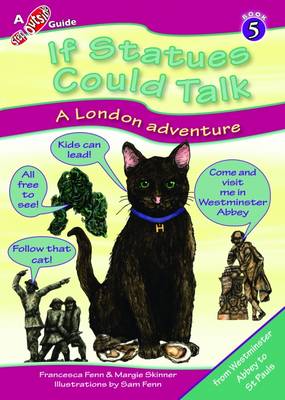 A
step outside
Guide
BOOK
5
If Statues
Could Talk
A London adventure
Kids can
lead!
All
free to
see!
Come and
visit
me in
Westminster
Abbey
Follow that
cat!
H
from Westminster
Abbey to
St Pauls
Francesca Fenn & Margie Skinner
Illustrations by Sam Fenn